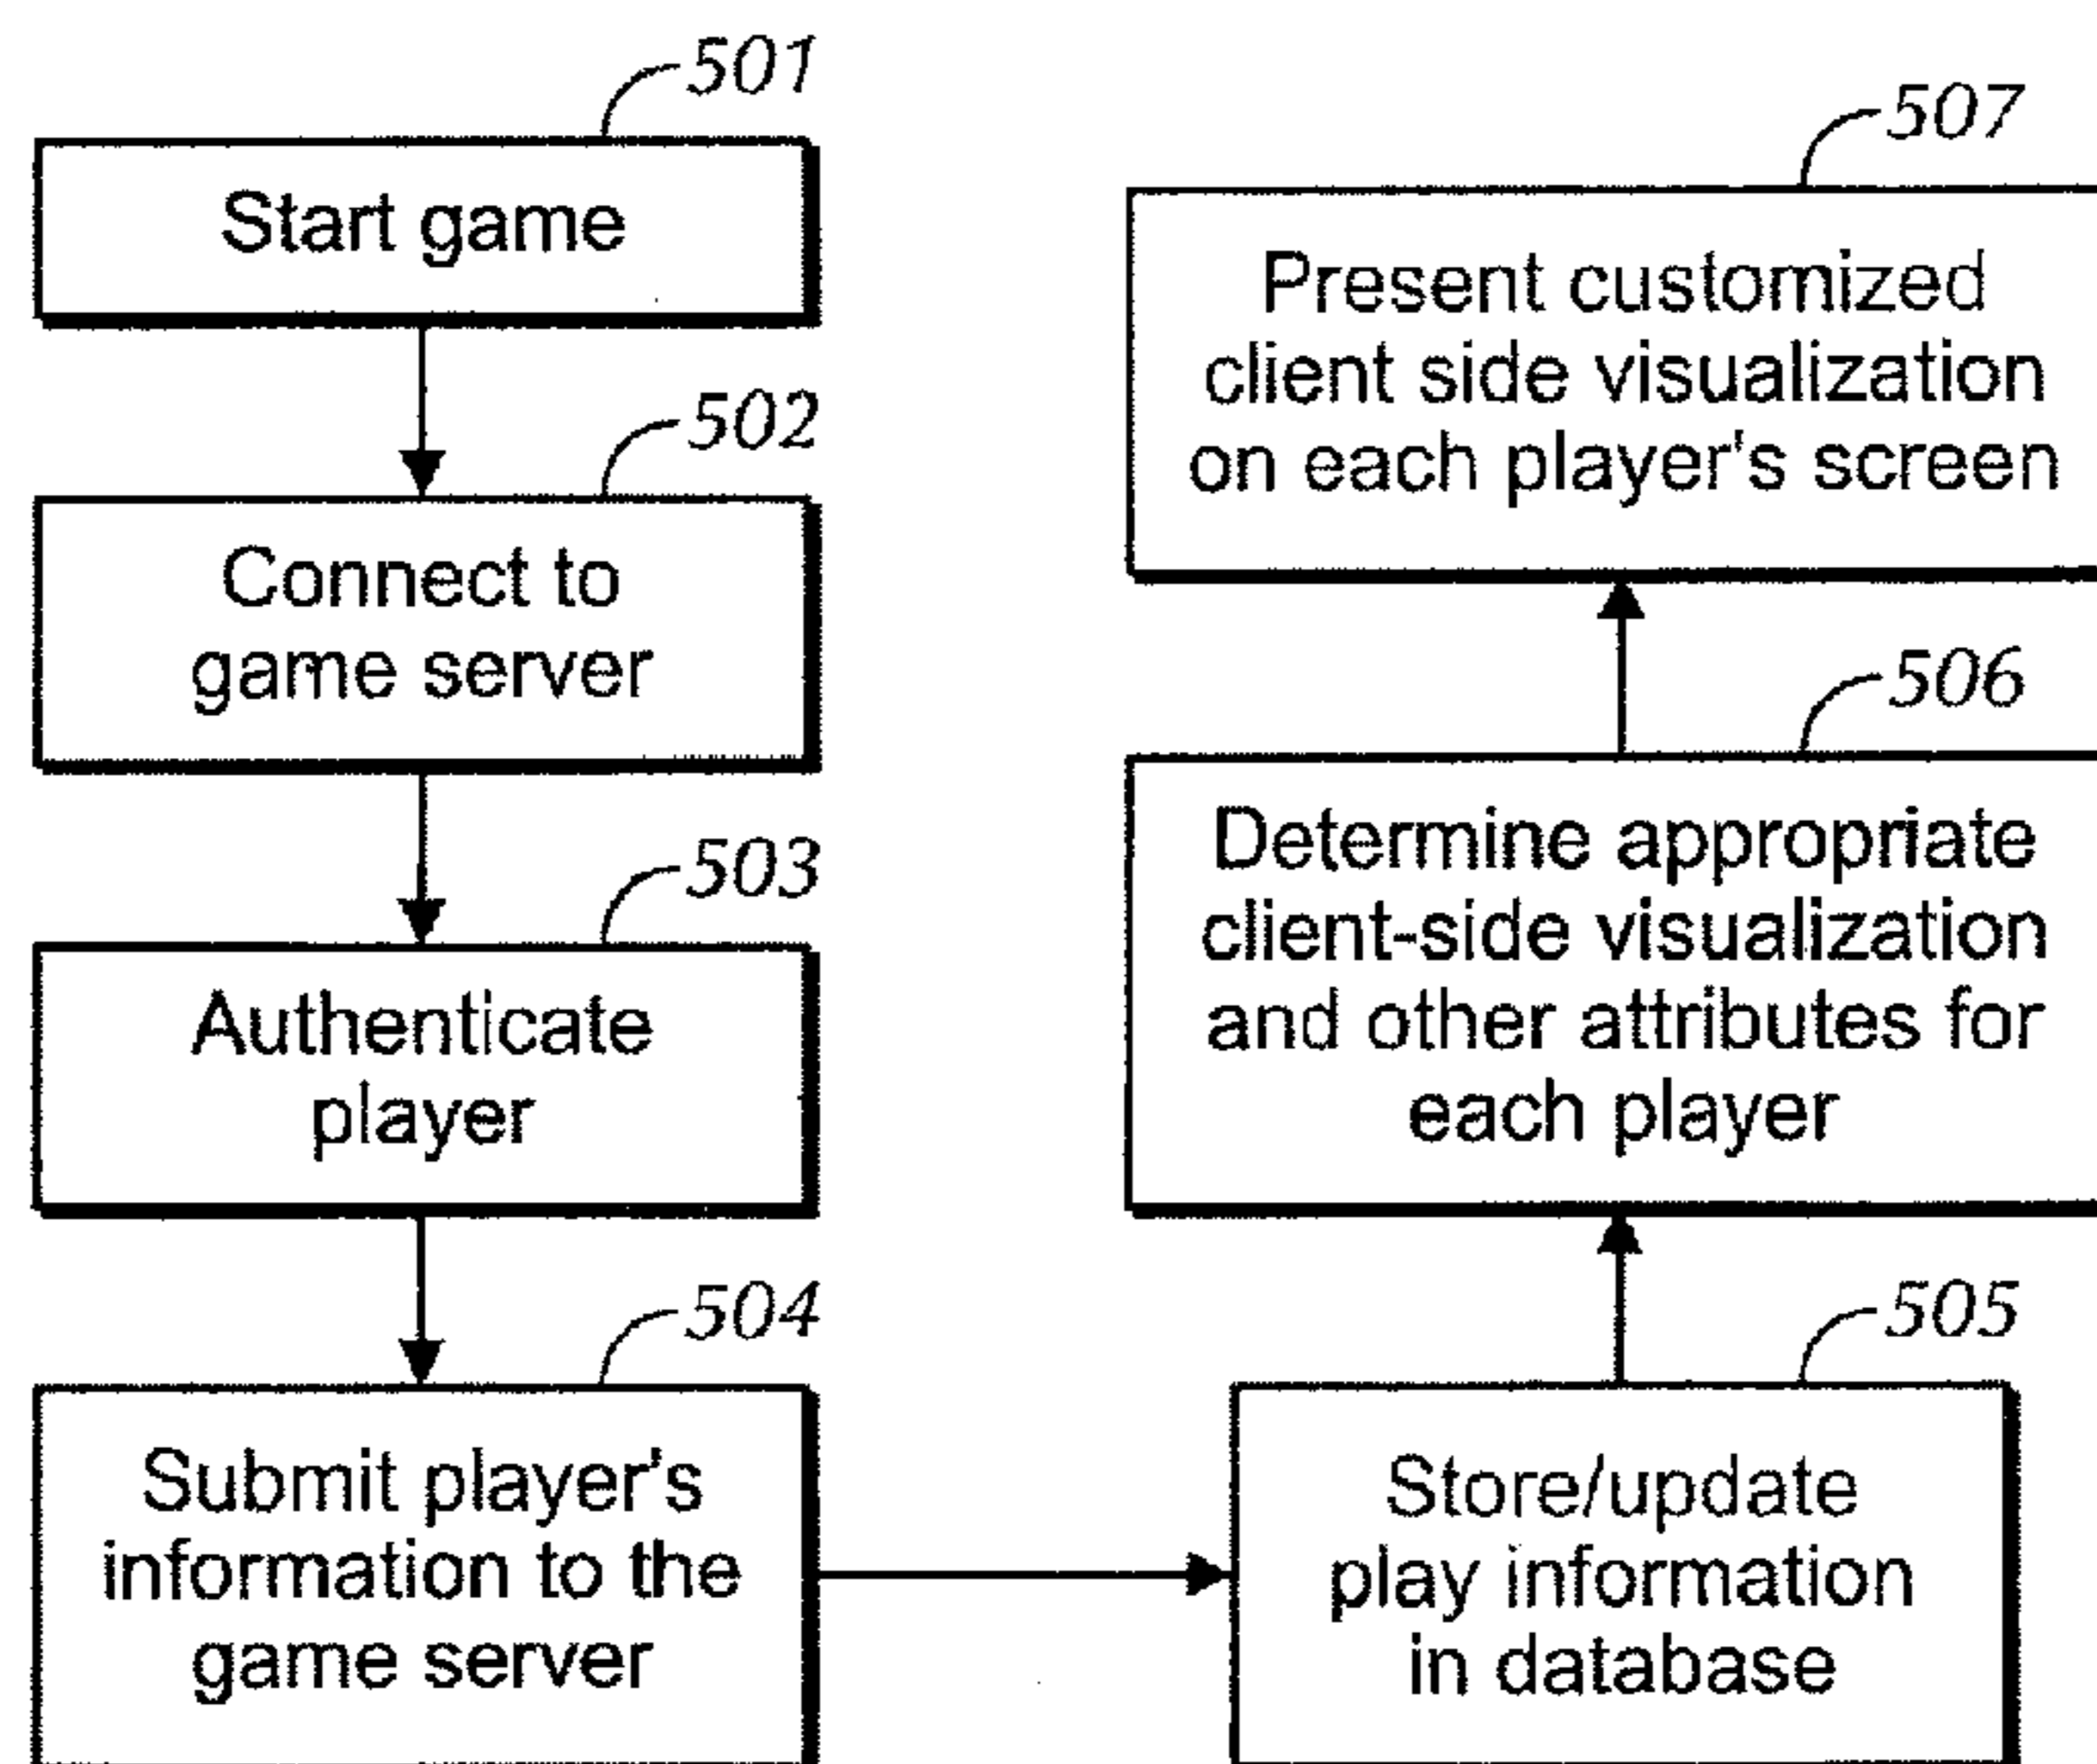 501
Start game
502
Connect to
game server
503
Authenticate
player
504
Submit player's
information to the
game server
505
Store/update
play information
in database
506
Determine appropriate
client-side visualization
and other attributes for
each player
507
Present customized
client side visualization
on each player's screen